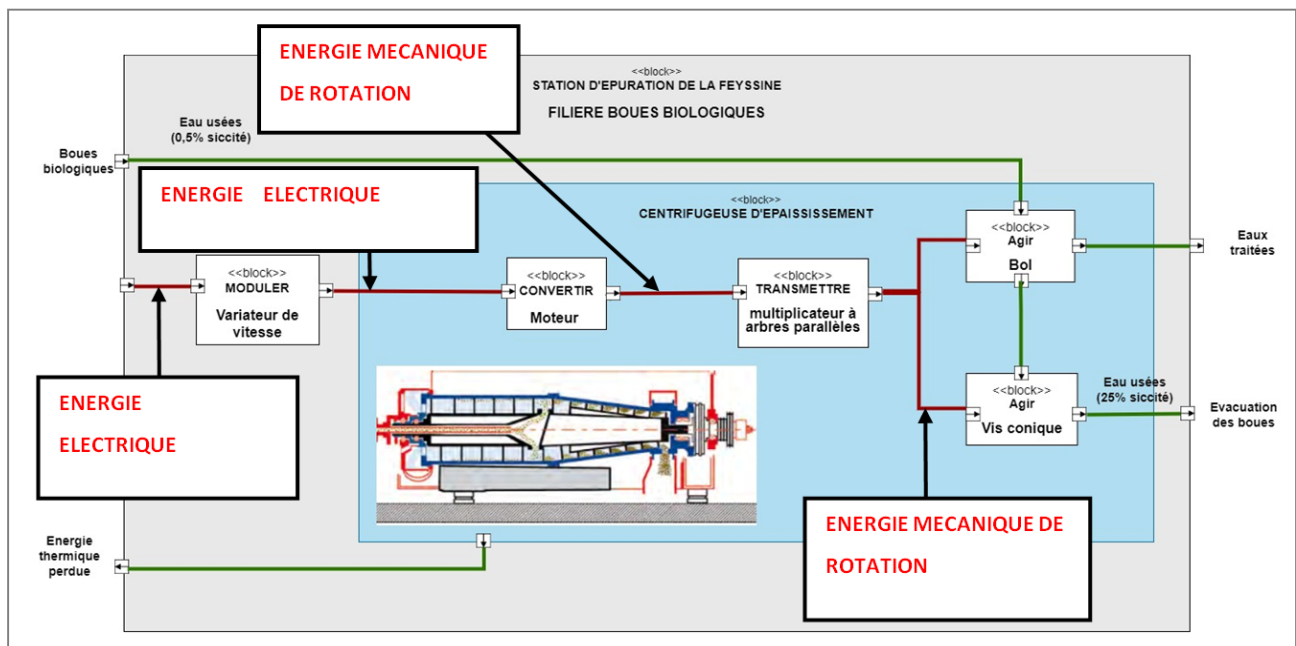 ENERGIE MECANIQUE
DE ROTATION
<<block>>
STATION D'EPURATION DE LA FEYSSINE
FILIERE BOUES BIOLOGIQUES
Eau usées
(0,5% siccité)
Boues
biologiques
ENERGIE ELECTRIQUE
<<block>>
CENTRIFUGEUSE D'EPAISSISSEMENT
<<block>>
Agir
Bol
Eaux
traitées
<<block>>
MODULER
Variateur de
vitesse
<<block>>
CONVERTIR
Moteur
<<block>>
TRANSMETTRE
multiplicateur à
arbres parallèles
ENERGIE
ELECTRIQUE
<<block>>
Agir
Vis conique
Eau usées
(25% siccité)
Evacuation
des boues
ENERGIE MECANIQUE DE
ROTATION
Energie
thermique
perdue